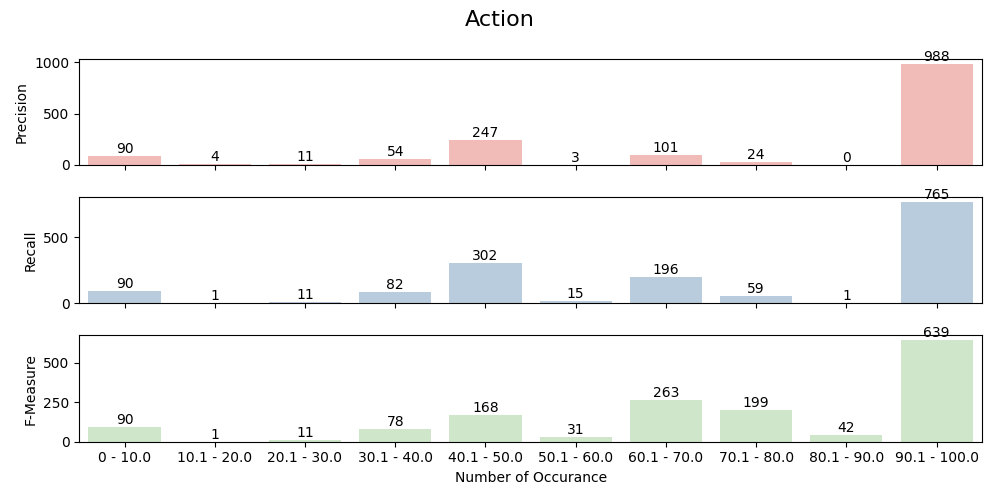 Action
Precision
1000
500
0
90 4 11 54 247 3 101 24 0 988
Recall
500
0
90 1 11 82 302 15 196 59 1 765
F-Measure
500
250
0
90 1 11 78 168 31 263 199 42 639
0 - 10.0 10.1 - 20.0 20.1 - 30.0 30.1 - 40.0 40.1 - 50.0 50.1 - 60.0 60.1 - 70.0 70.1 - 80.0 80.1 - 90.0 90.1 - 100.0
Number of Occurance